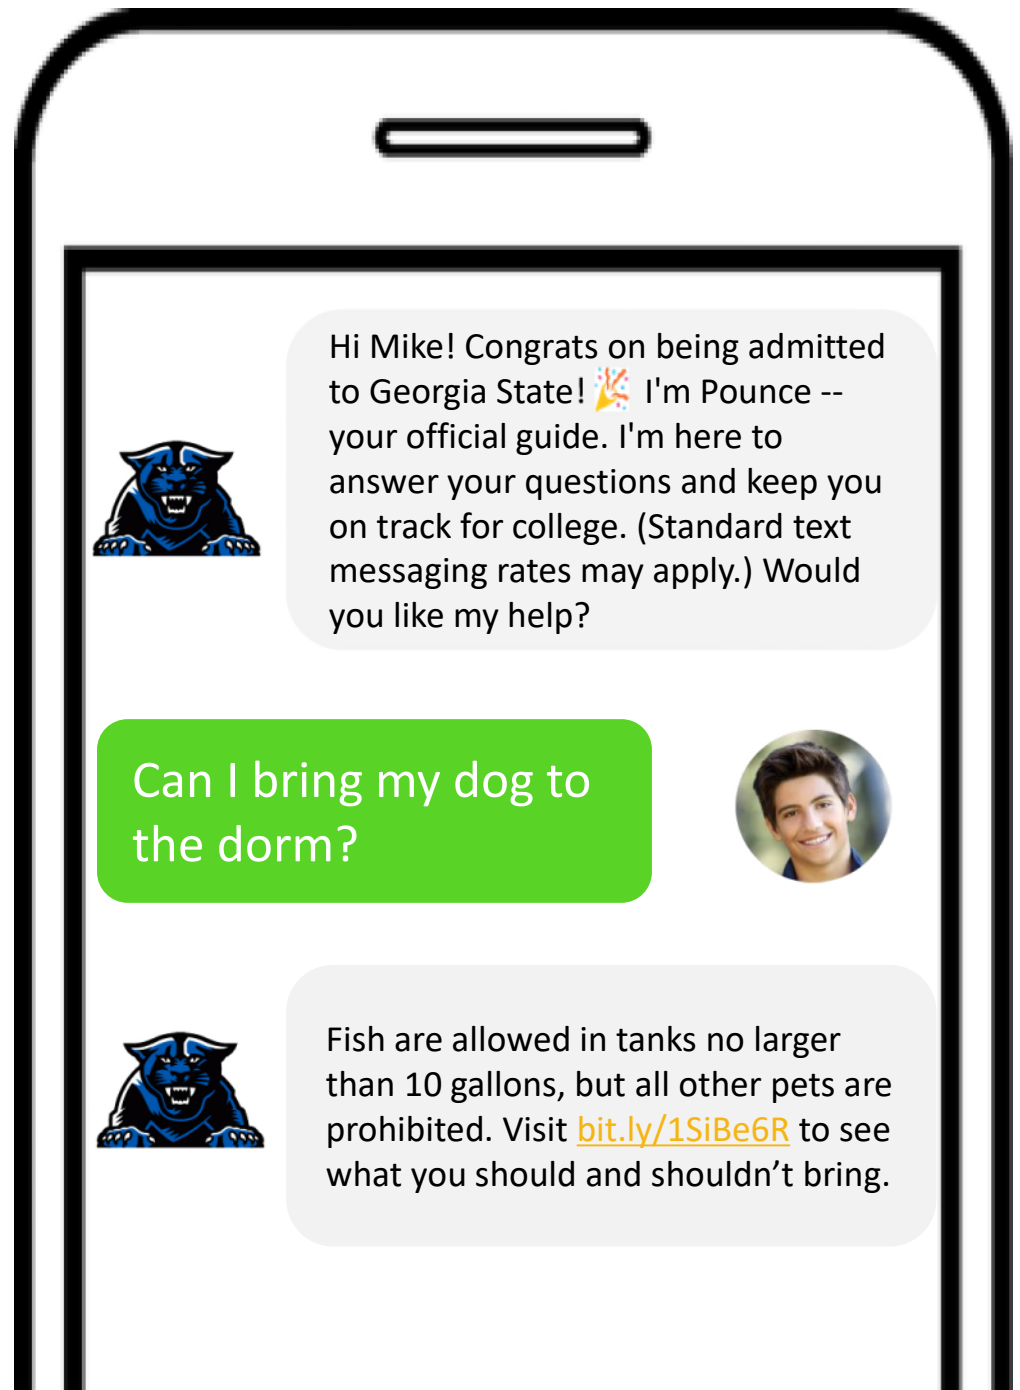 Hi Mike! Congrats on being admitted
to Georgia State! 🎉 I'm Pounce --
your official guide. I'm here to
answer your questions and keep you
on track for college. (Standard text
messaging rates may apply.) Would
you like my help?
Can I bring my dog to
the dorm?
Fish are allowed in tanks no larger
than 10 gallons, but all other pets are
prohibited. Visit bit.ly/1SiBe6R to see
what you should and shouldn’t bring.